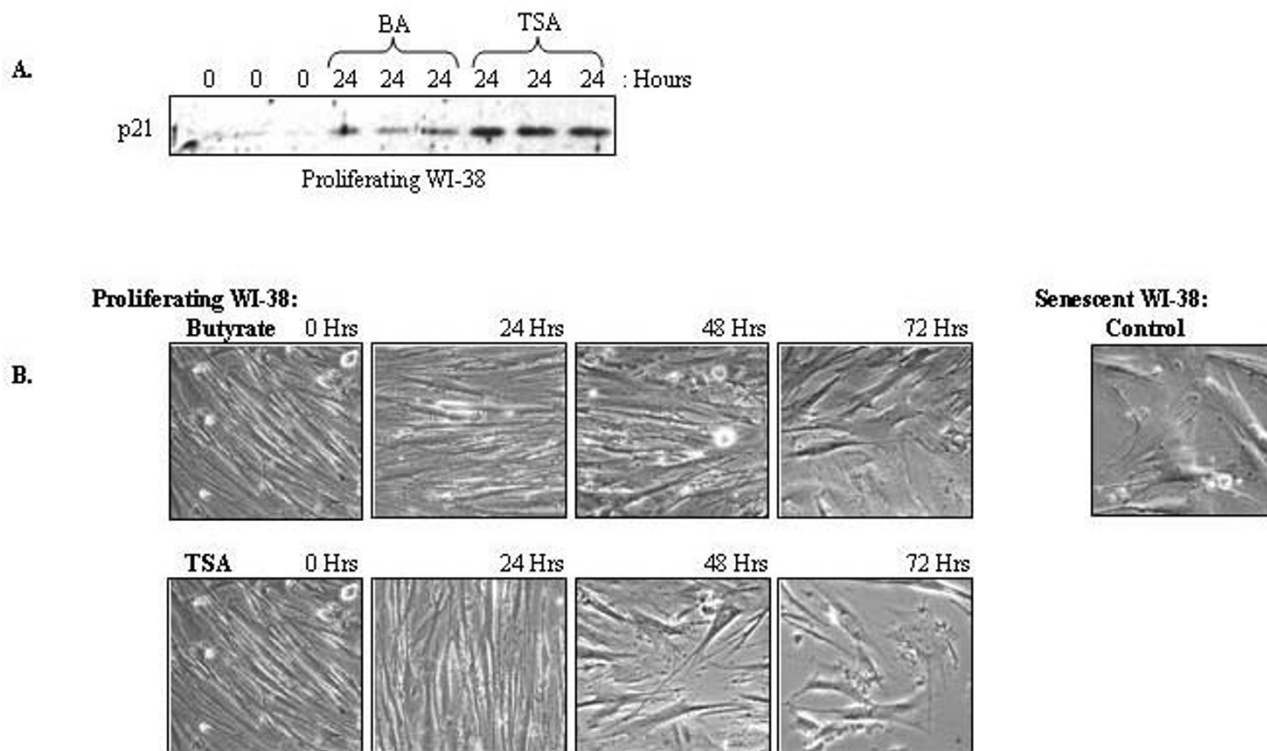 BA TSA
A. 0 0 0 24 24 24 24 24 24 : Hours
p21
Proliferating WI-38
Proliferating WI-38: Senescent WI-38:
Butyrate 0 Hrs 24 Hrs 48 Hrs 72 Hrs Control
B.
TSA 0 Hrs 24 Hrs 48 Hrs 72 Hrs